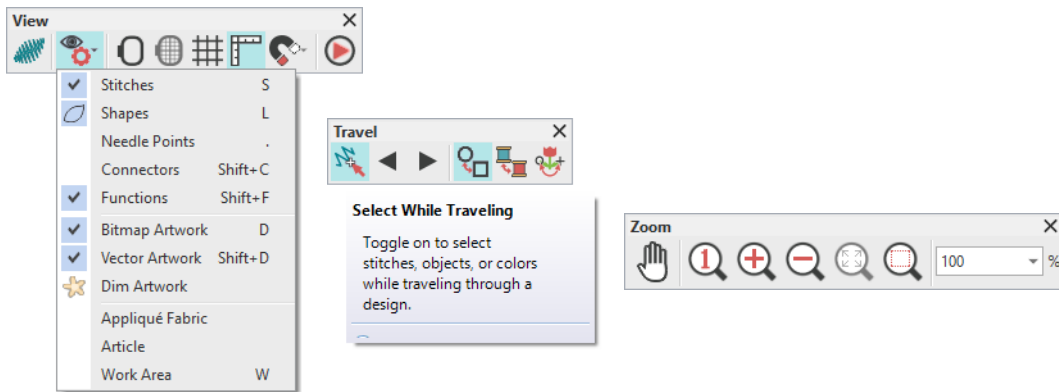 View
Stitches S
Shapes L
Needle Points .
Connectors Shift+C
Functions Shift+F
Bitmap Artwork D
Vector Artwork Shift+D
Dim Artwork
Appliqué Fabric
Article
Work Area W
Travel
Select While Traveling
Toggle on to select
stitches, objects, or colors
while traveling through a
design.
Zoom
1
100 %